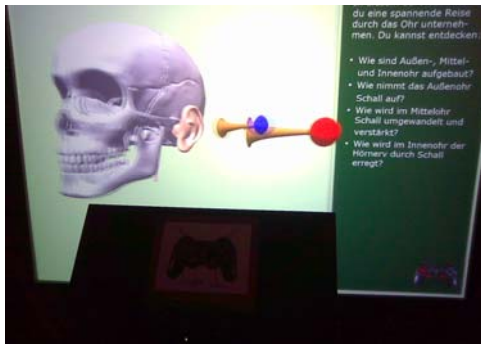 du eine spannende Reise
durch das Ohr unterneh-
men. Du kannst entdecken:
• Wie sind Außen-, Mittel-
und Innenohr aufgebaut?
• Wie nimmt das Außenohr
Schall auf?
• Wie wird im Mittelohr
Schall umgewandelt und
verstärkt?
• Wie wird im Innenohr der
Hörnerv durch Schall
erregt?